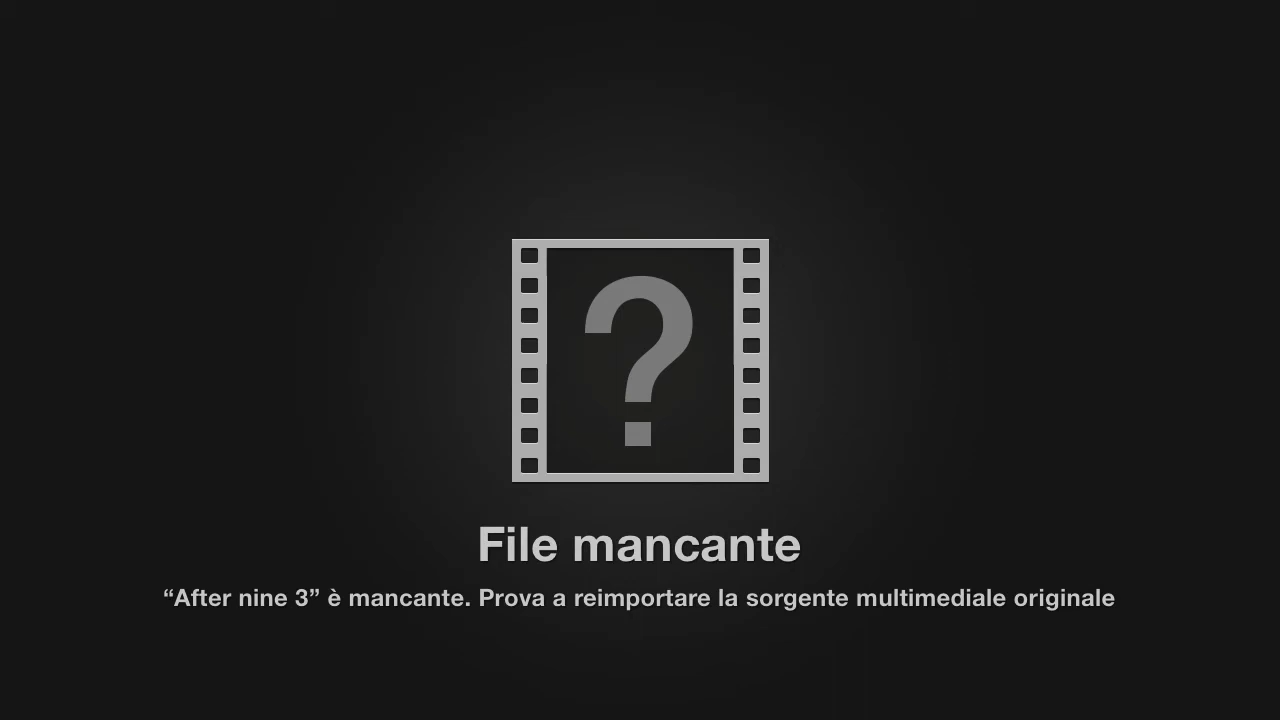 ?
File mancante
“After nine 3” è mancante. Prova a reimportare la sorgente multimediale originale